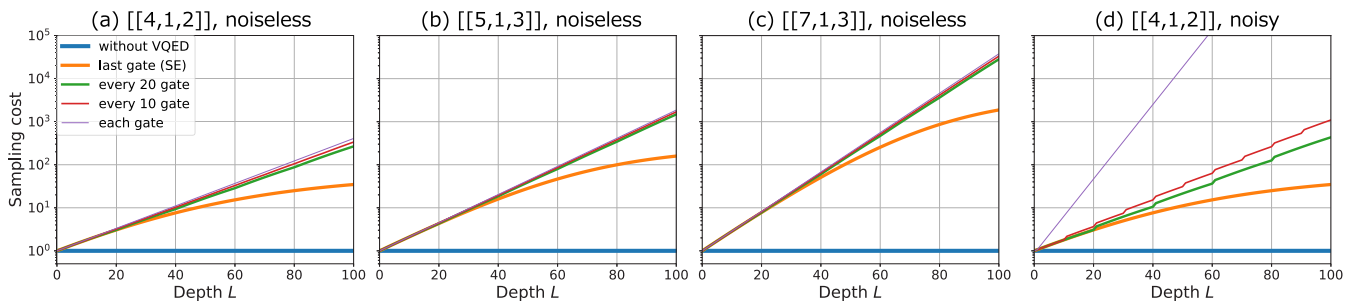 (a) [[4,1,2]], noiseless
(b) [[5,1,3]], noiseless
(c) [[7,1,3]], noiseless
(d) [[4,1,2]], noisy
Sampling cost
10^5
10^4
10^3
10^2
10^1
10^0
without VQED
last gate (SE)
every 20 gate
every 10 gate
each gate
0 20 40 60 80 100
0 20 40 60 80 100
0 20 40 60 80 100
0 20 40 60 80 100
Depth L
Depth L
Depth L
Depth L